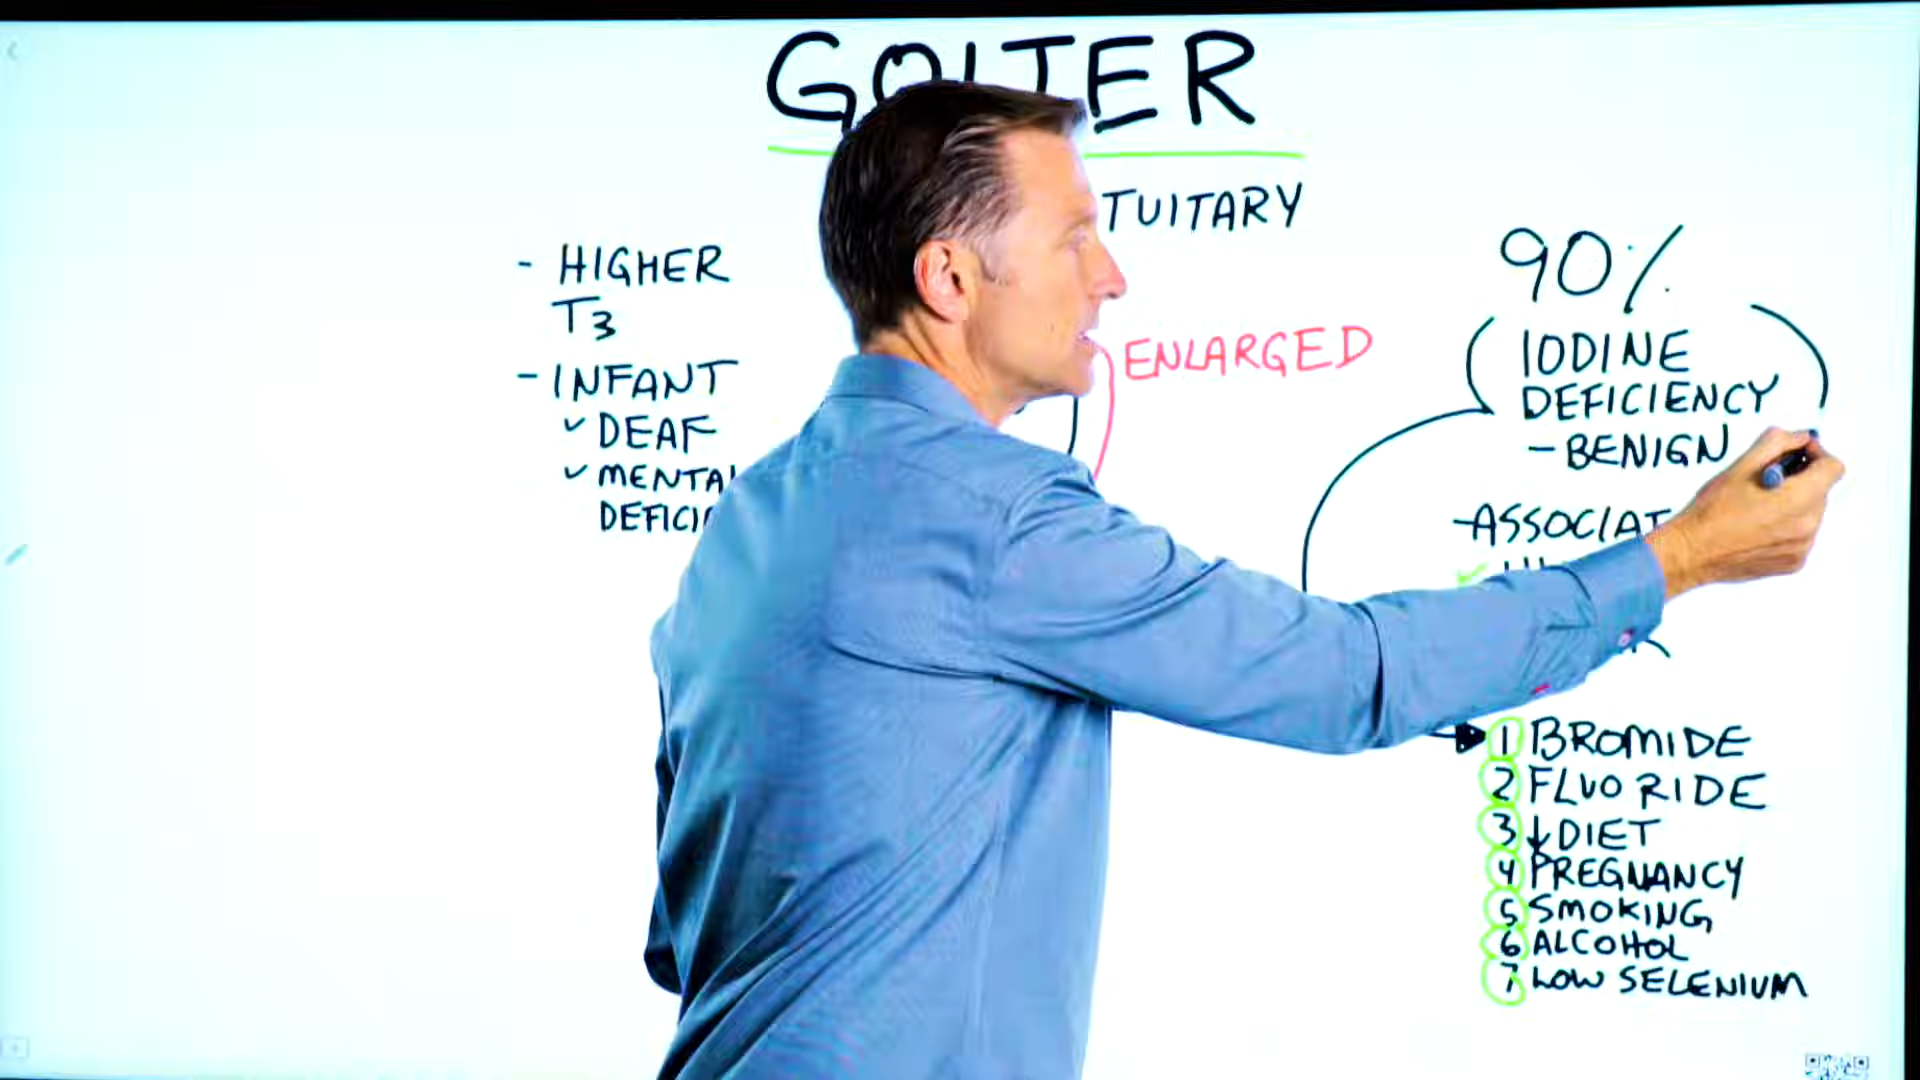 GOITER
TUITARY
- HIGHER
T3
- INFANT
✓ DEAF
✓
ENLARGED
90%
IODINE
DEFICIENCY
- BENIGN
1 BROMIDE
2 FLUORIDE
3 ↓DIET
4 PREGNANCY
5 SMOKING
6 ALCOHOL
7 LOW SELENIUM